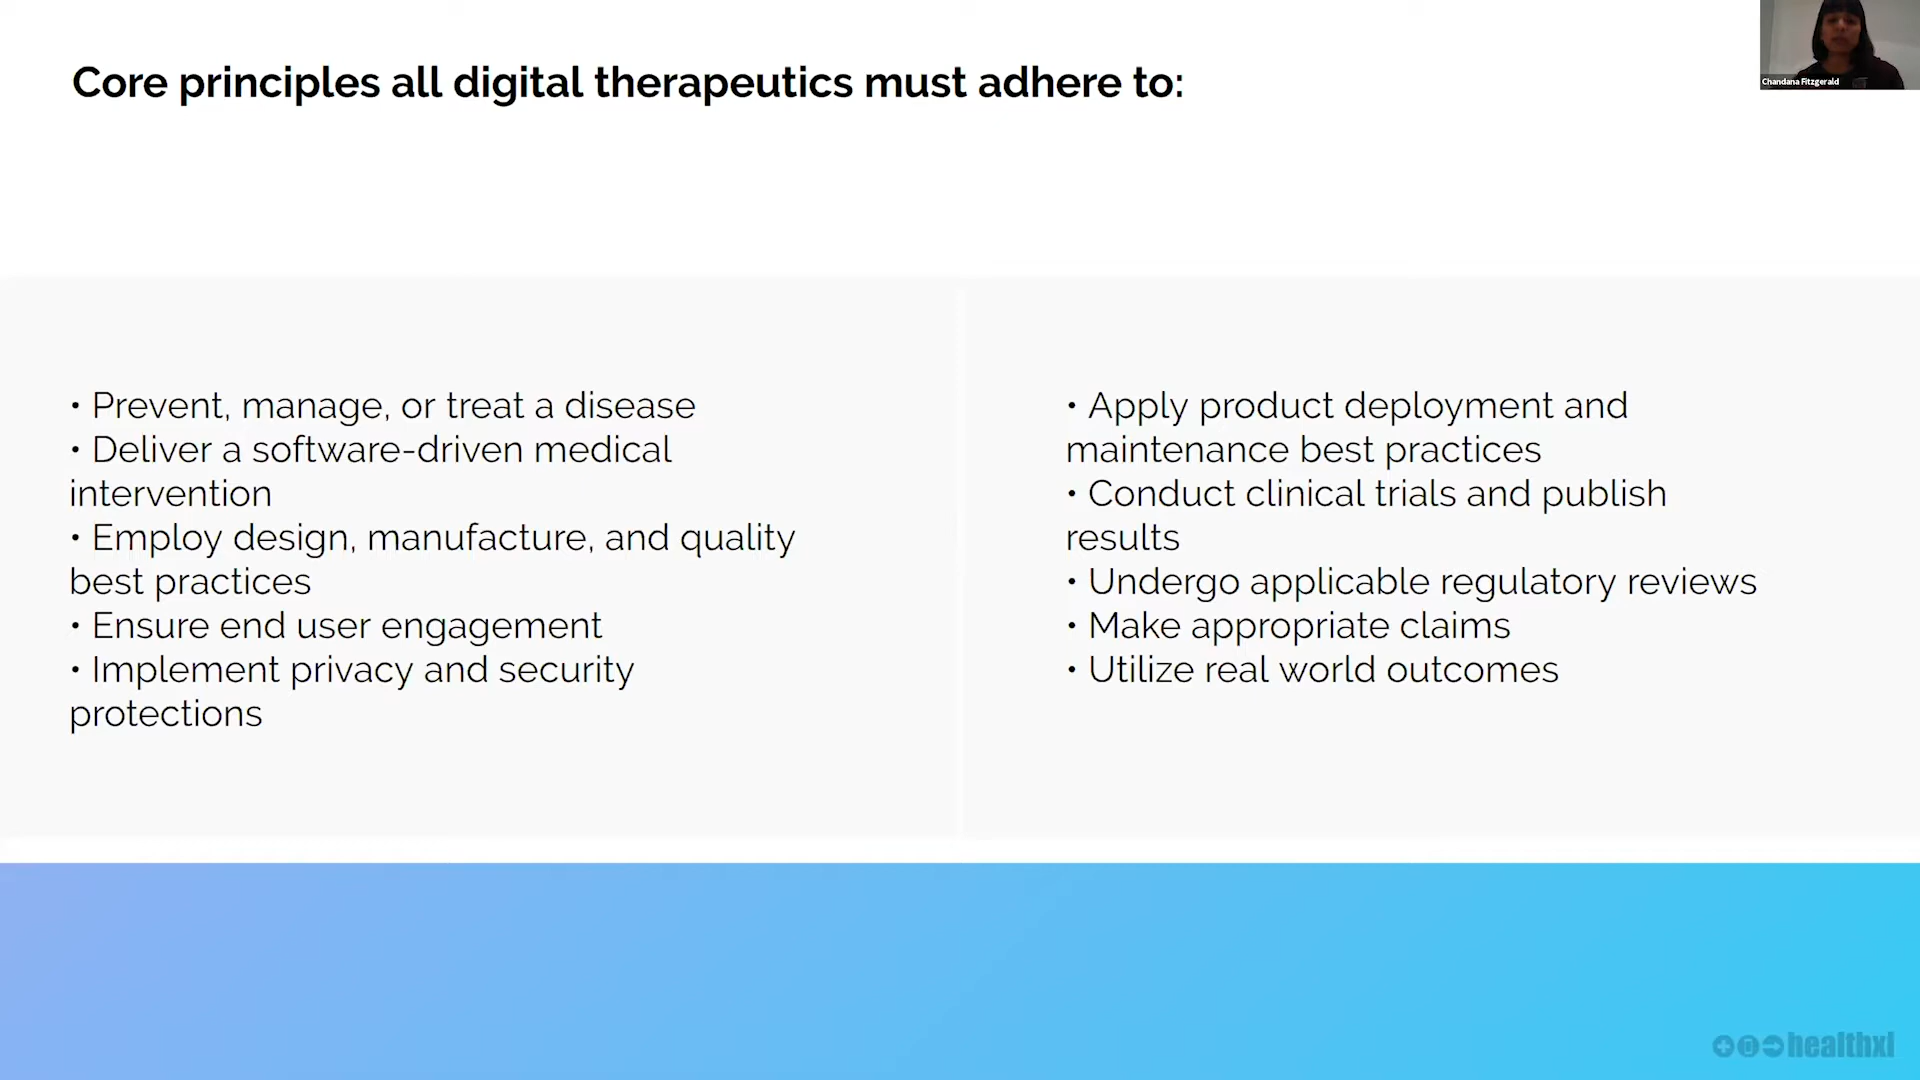 Core principles all digital therapeutics must adhere to:
Chandana Fitzgerald
• Prevent, manage, or treat a disease
• Deliver a software-driven medical
intervention
• Employ design, manufacture, and quality
best practices
• Ensure end user engagement
• Implement privacy and security
protections
• Apply product deployment and
maintenance best practices
• Conduct clinical trials and publish
results
• Undergo applicable regulatory reviews
• Make appropriate claims
• Utilize real world outcomes
healthxl